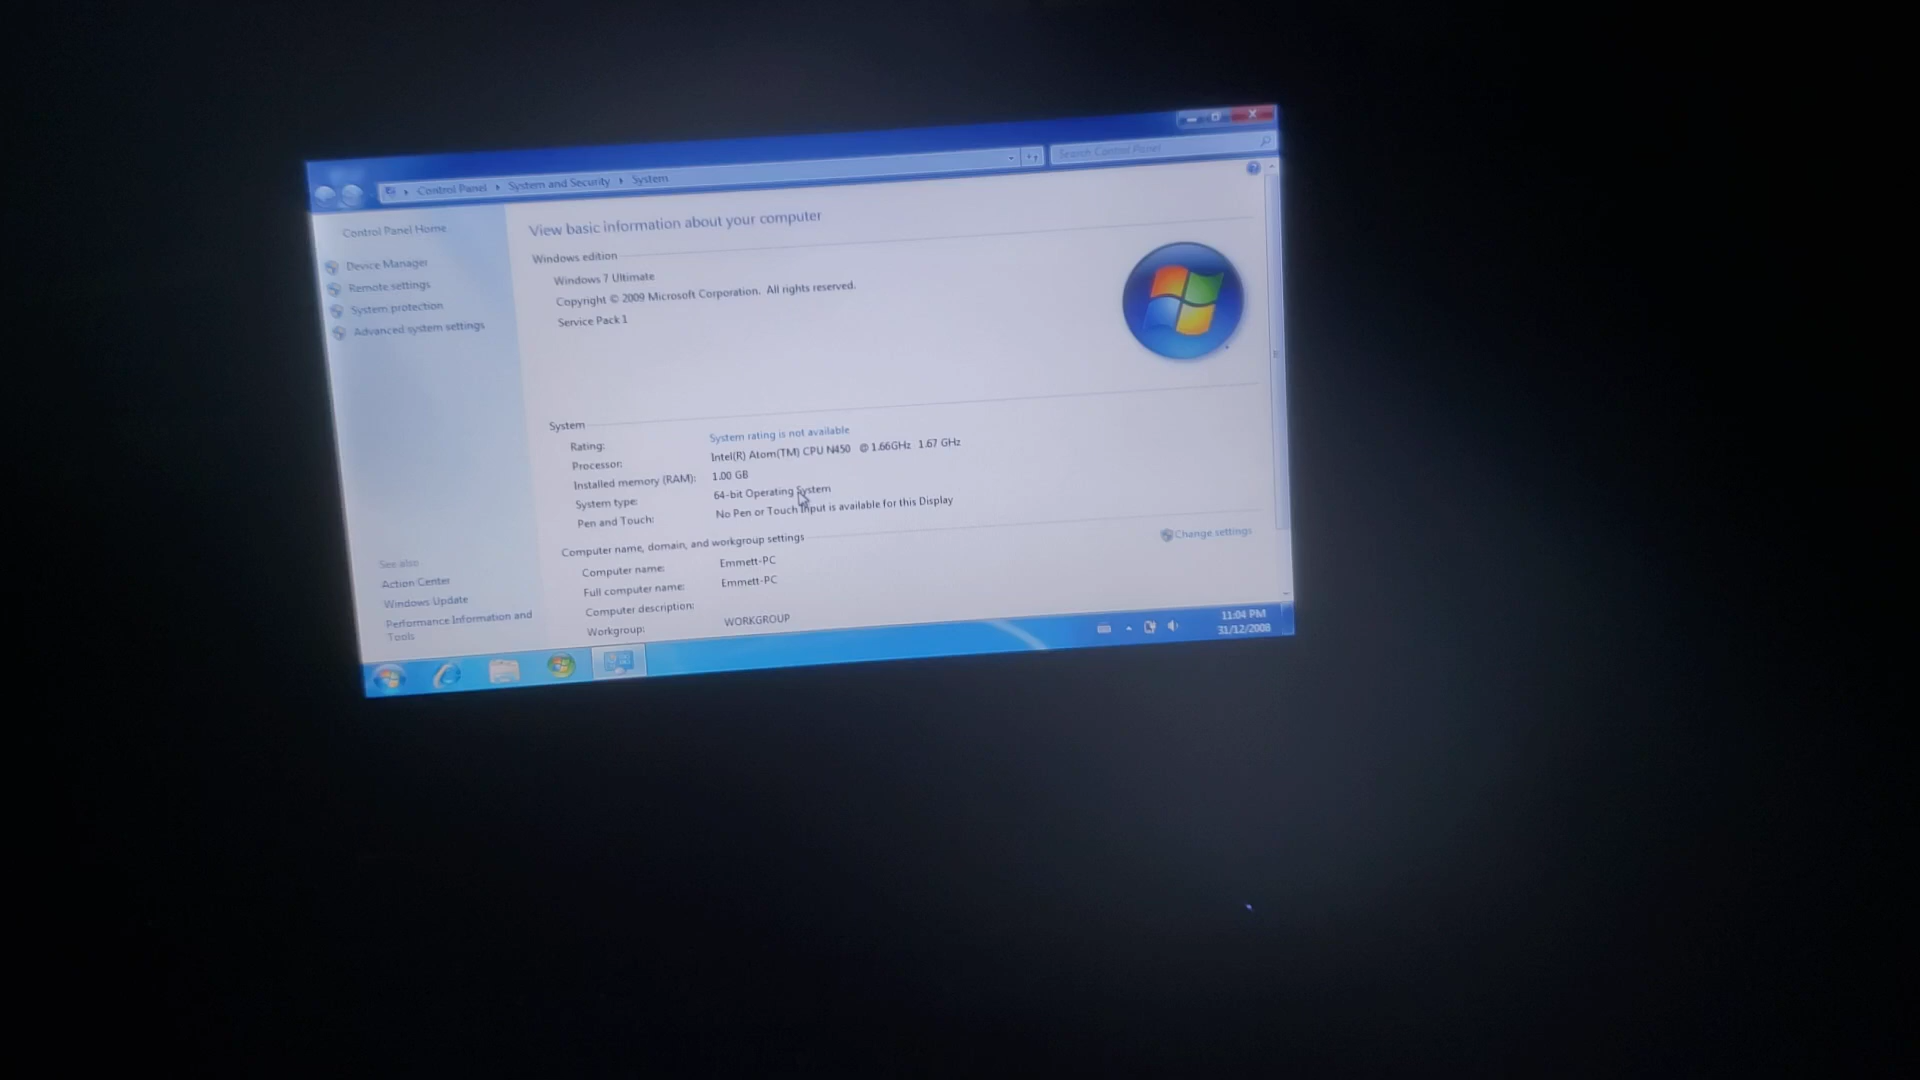 Control Panel ▸ System and Security ▸ System
Search Control Panel
Control Panel Home
Device Manager
Remote settings
System protection
Advanced system settings
View basic information about your computer
Windows edition
Windows 7 Ultimate
Copyright © 2009 Microsoft Corporation. All rights reserved.
Service Pack 1
System
Rating: System rating is not available
Processor: Intel(R) Atom(TM) CPU N450 @ 1.66GHz 1.67 GHz
Installed memory (RAM): 1.00 GB
System type: 64-bit Operating System
Pen and Touch: No Pen or Touch Input is available for this Display
Computer name, domain, and workgroup settings
Computer name: Emmett-PC
Change settings
Full computer name: Emmett-PC
Computer description:
Workgroup: WORKGROUP
See also
Action Center
Windows Update
Performance Information and
Tools
11:04 PM
31/12/2008